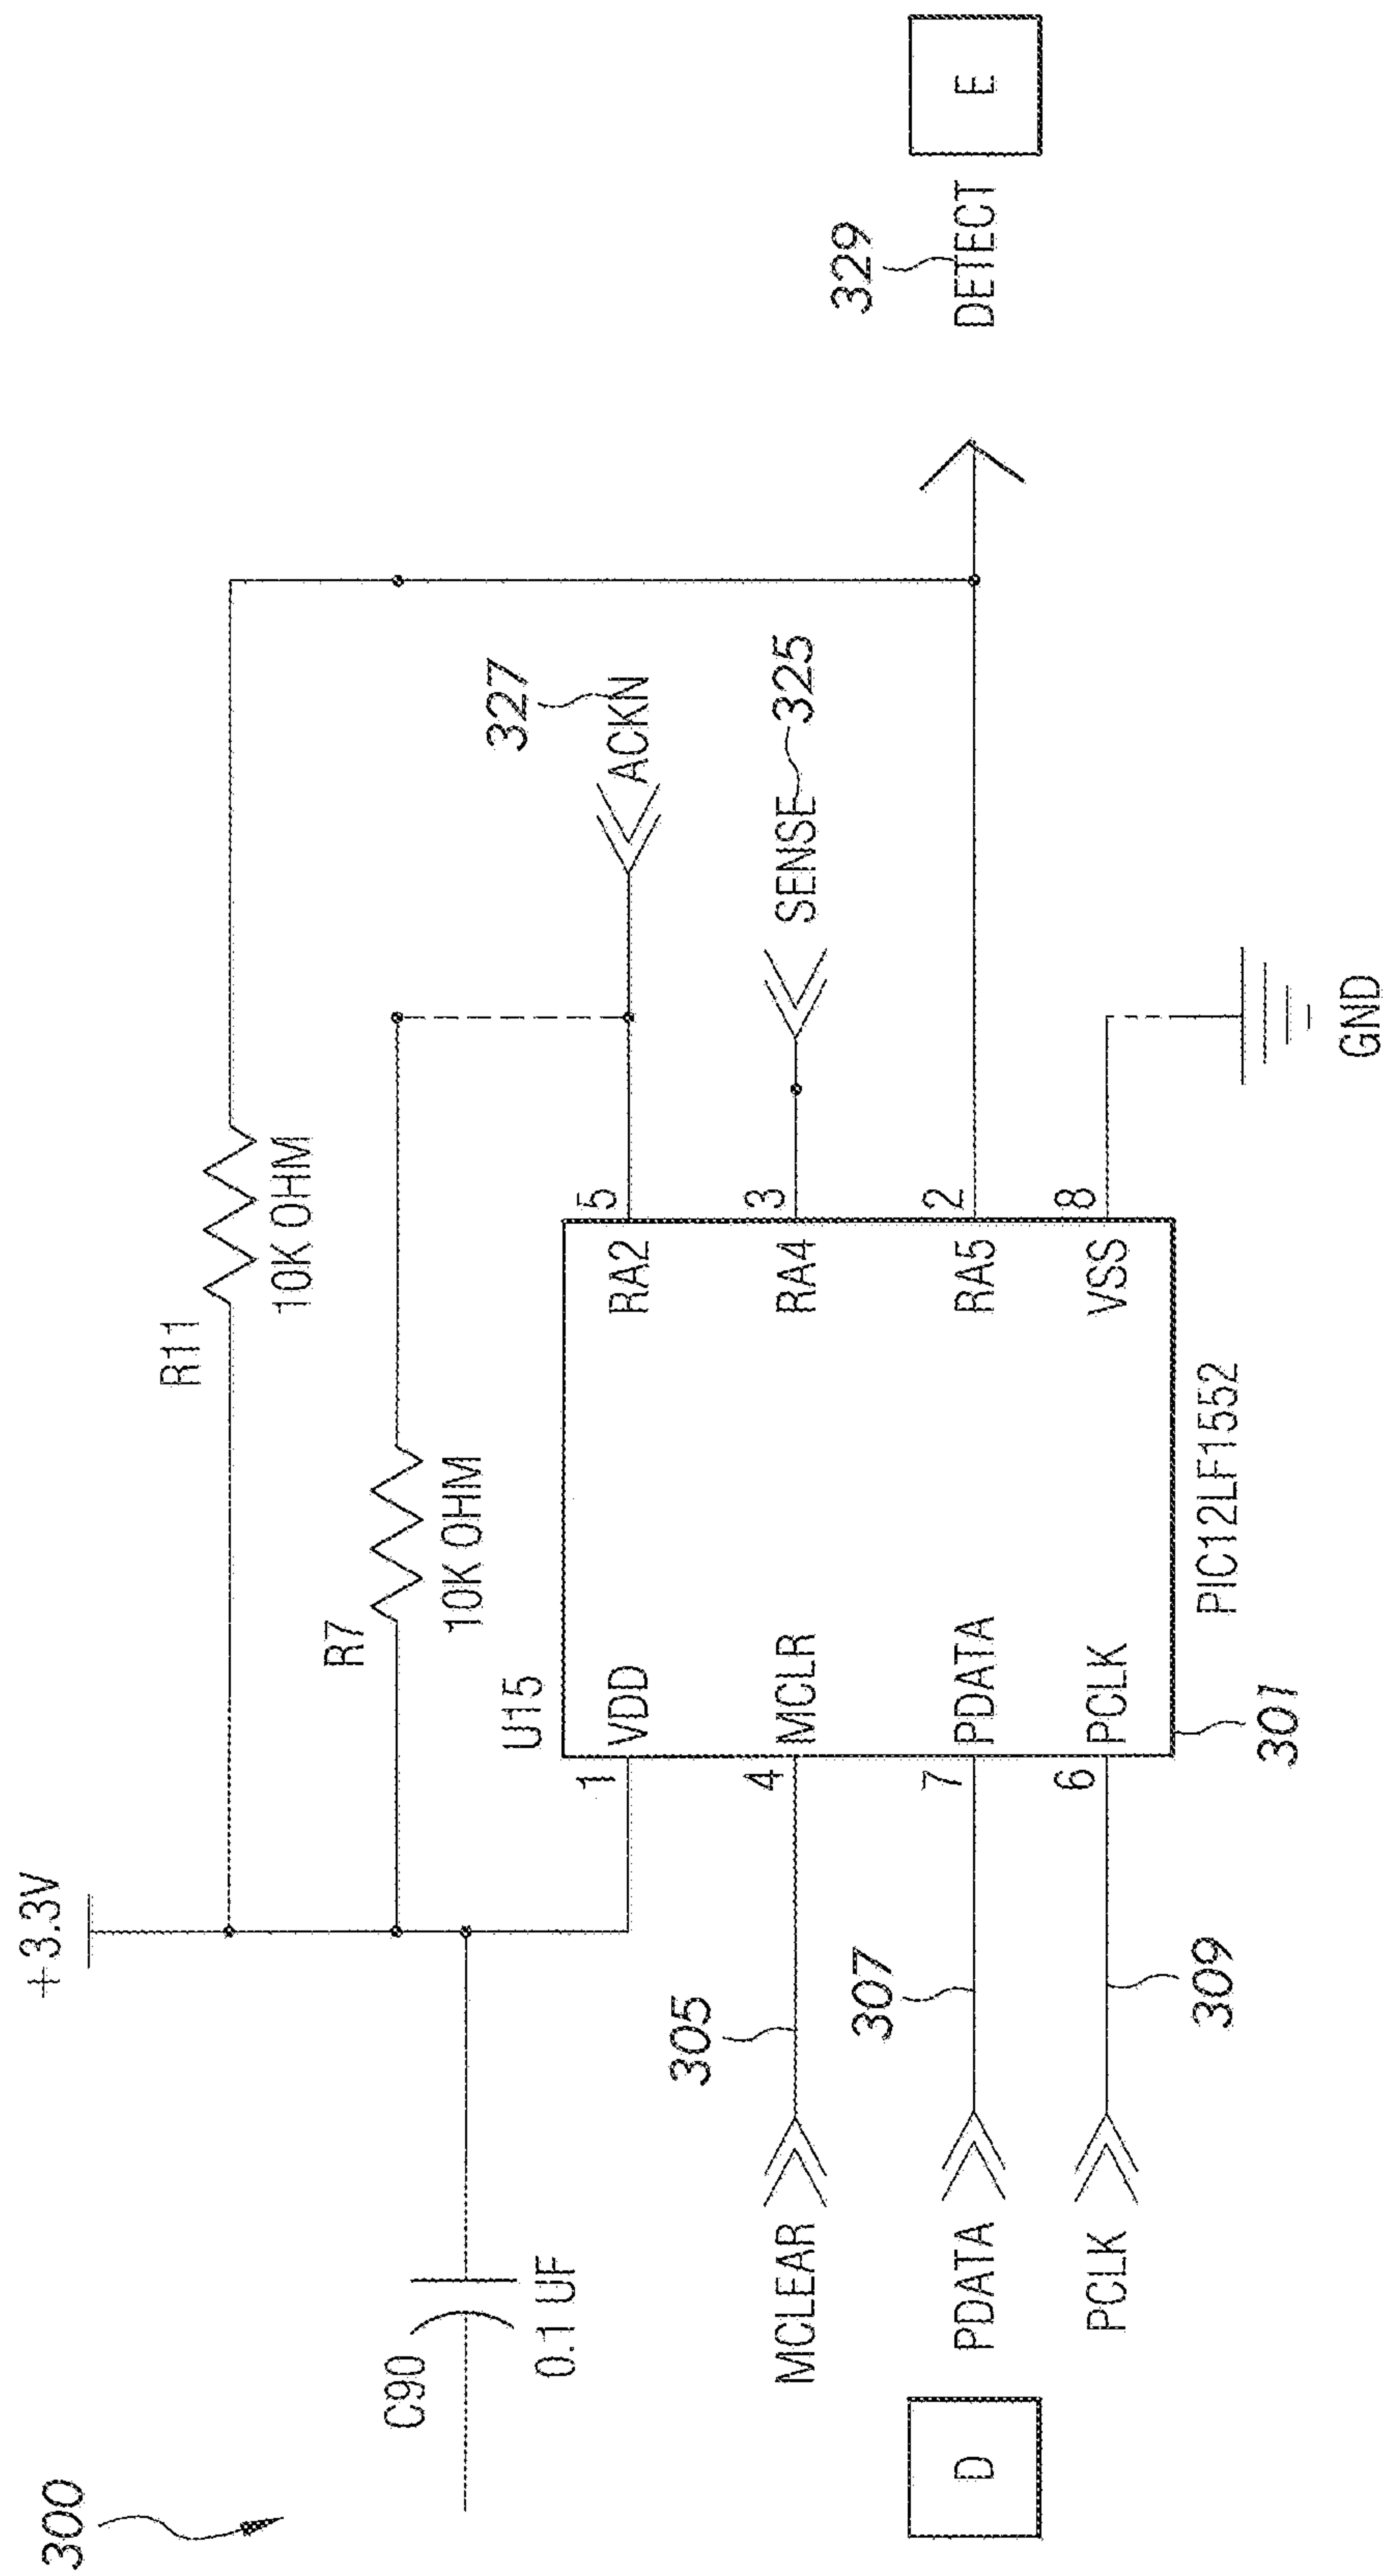 300
+3.3V
C90
0.1 UF
R11
10K OHM
R7
10K OHM
U15
1
VDD
RA2
5
ACKN
327
305
MCLEAR
4
MCLR
RA4
3
SENSE
325
D
307
PDATA
7
PDATA
RA5
2
DETECT
329
E
PCLK
309
6
PCLK
VSS
8
301
PIC12LF1552
GND